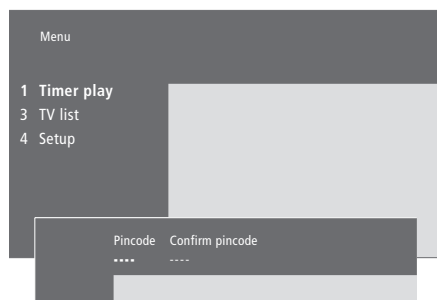 Menu
1 Timer play
3 TV list
4 Setup
Pincode Confirm pincode
---- ----